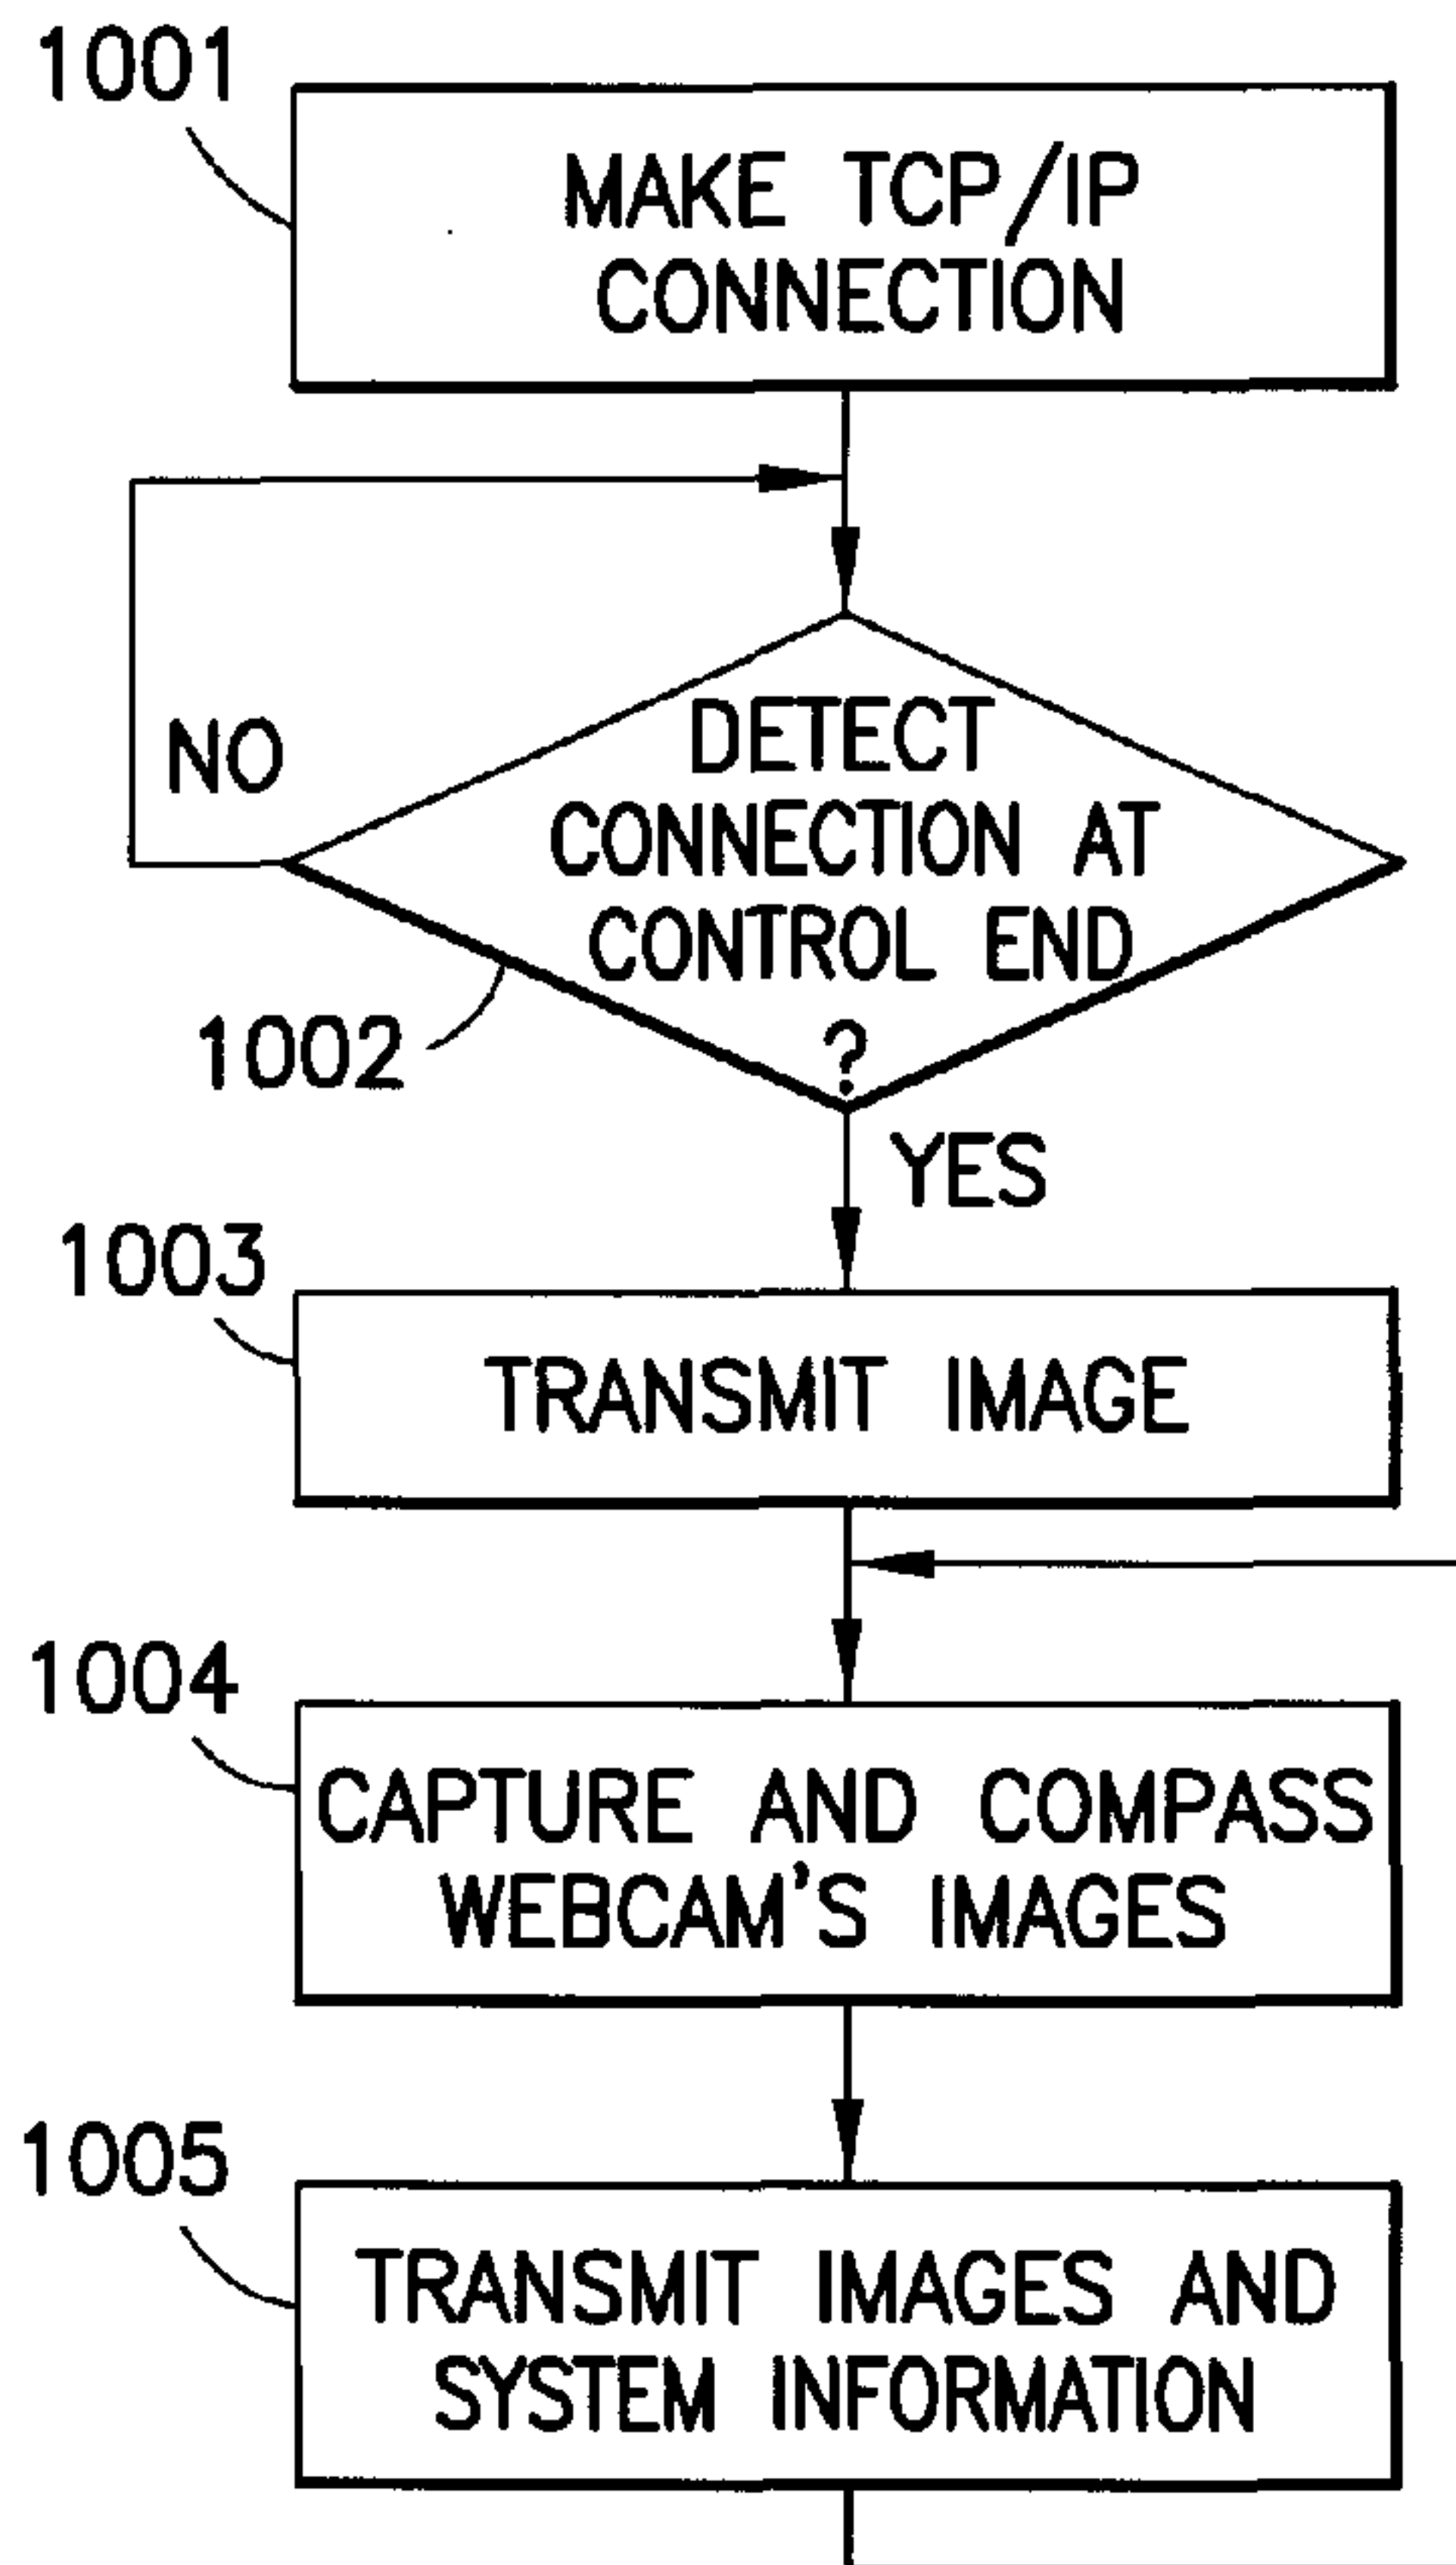 1001
MAKE TCP/IP
CONNECTION
NO
DETECT
CONNECTION AT
CONTROL END
?
1002
YES
1003
TRANSMIT IMAGE
1004
CAPTURE AND COMPASS
WEBCAM'S IMAGES
1005
TRANSMIT IMAGES AND
SYSTEM INFORMATION